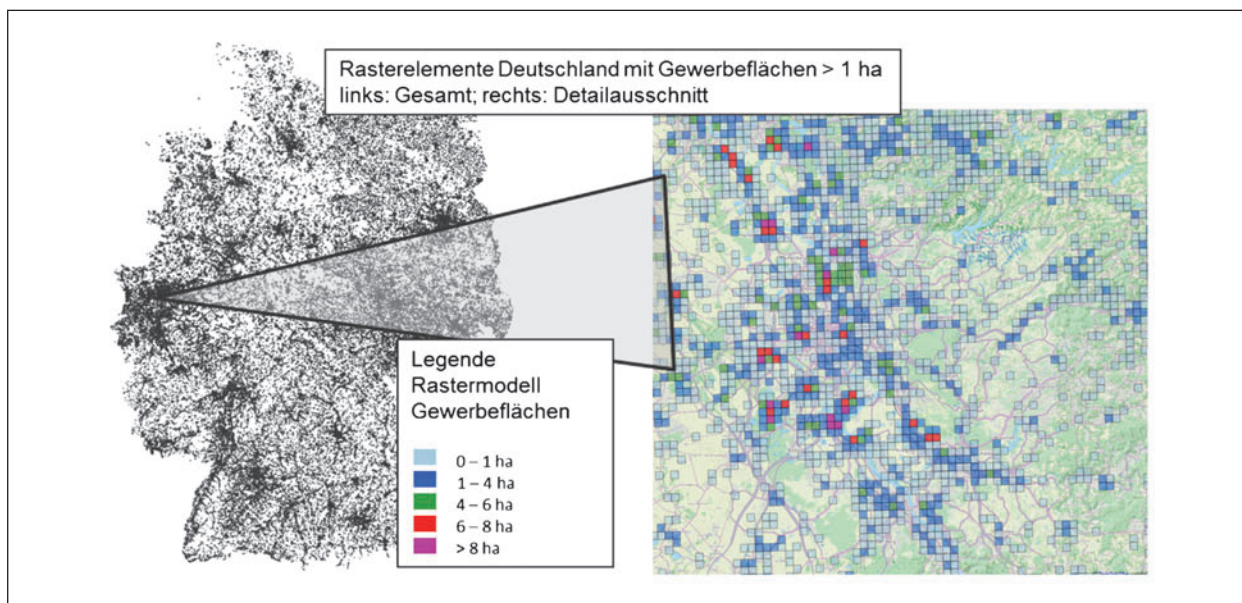 Rasterelemente Deutschland mit Gewerbeflächen > 1 ha
links: Gesamt; rechts: Detailausschnitt
Legende
Rastermodell
Gewerbeflächen
0 – 1 ha
1 – 4 ha
4 – 6 ha
6 – 8 ha
> 8 ha